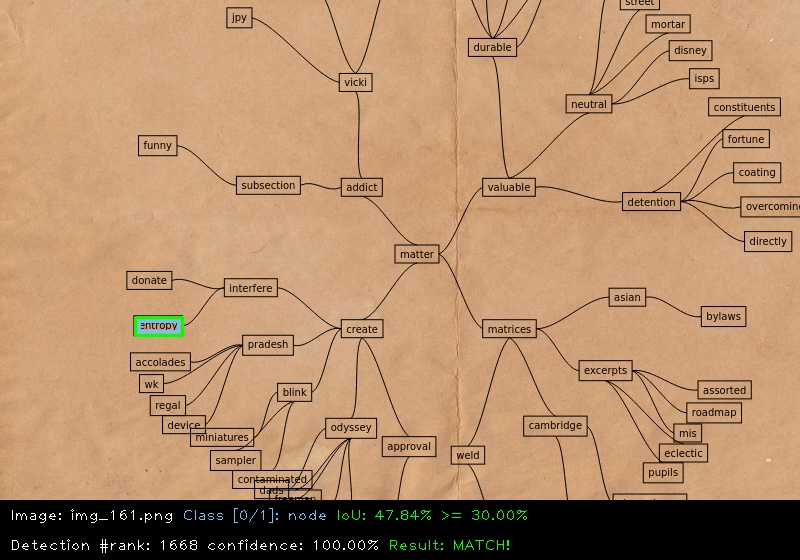 street
jpy
mortar
durable
disney
vicki
isps
neutral
constituents
fortune
funny
coating
subsection
addict
valuable
detention
overcoming
directly
matter
donate
interfere
asian
bylaws
entropy
create
matrices
pradesh
accolades
excerpts
wk
blink
assorted
regal
roadmap
device
miniatures
odyssey
cambridge
mis
approval
eclectic
weld
sampler
pupils
contaminated
dads
freeman
Image: img_161.png Class [0/1]: node IoU: 47.84% >= 30.00%
Detection #rank: 1668 confidence: 100.00% Result: MATCH!